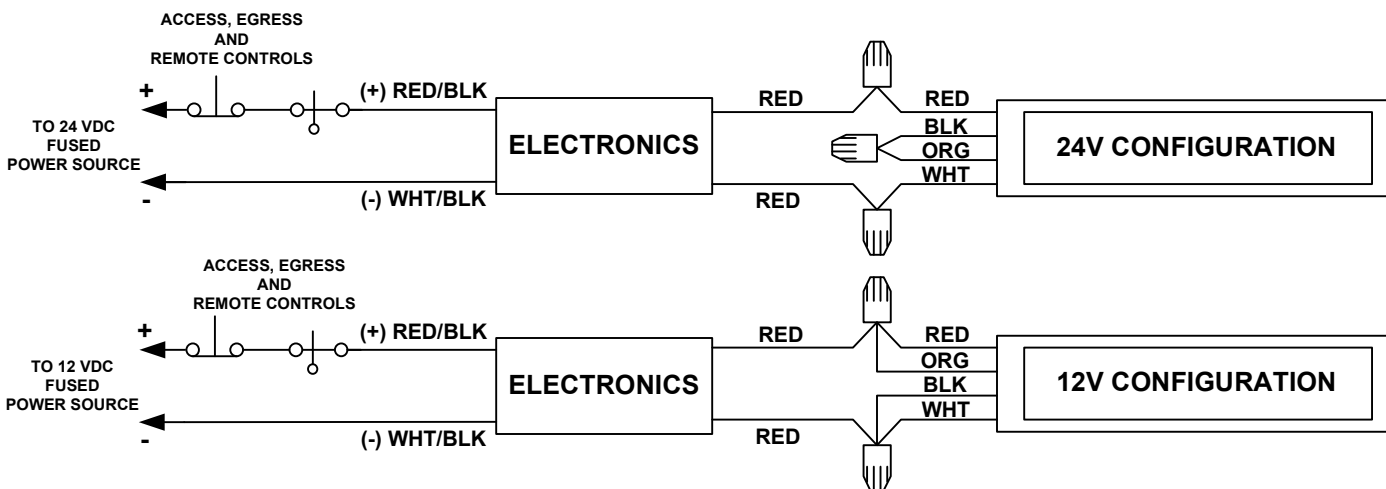 ACCESS, EGRESS
AND
REMOTE CONTROLS
+
(+) RED/BLK
TO 24 VDC
FUSED
POWER SOURCE
-
(-) WHT/BLK
ELECTRONICS
RED
RED
RED
BLK
ORG
WHT
24V CONFIGURATION
ACCESS, EGRESS
AND
REMOTE CONTROLS
+
(+) RED/BLK
TO 12 VDC
FUSED
POWER SOURCE
-
(-) WHT/BLK
ELECTRONICS
RED
RED
RED
ORG
BLK
WHT
12V CONFIGURATION